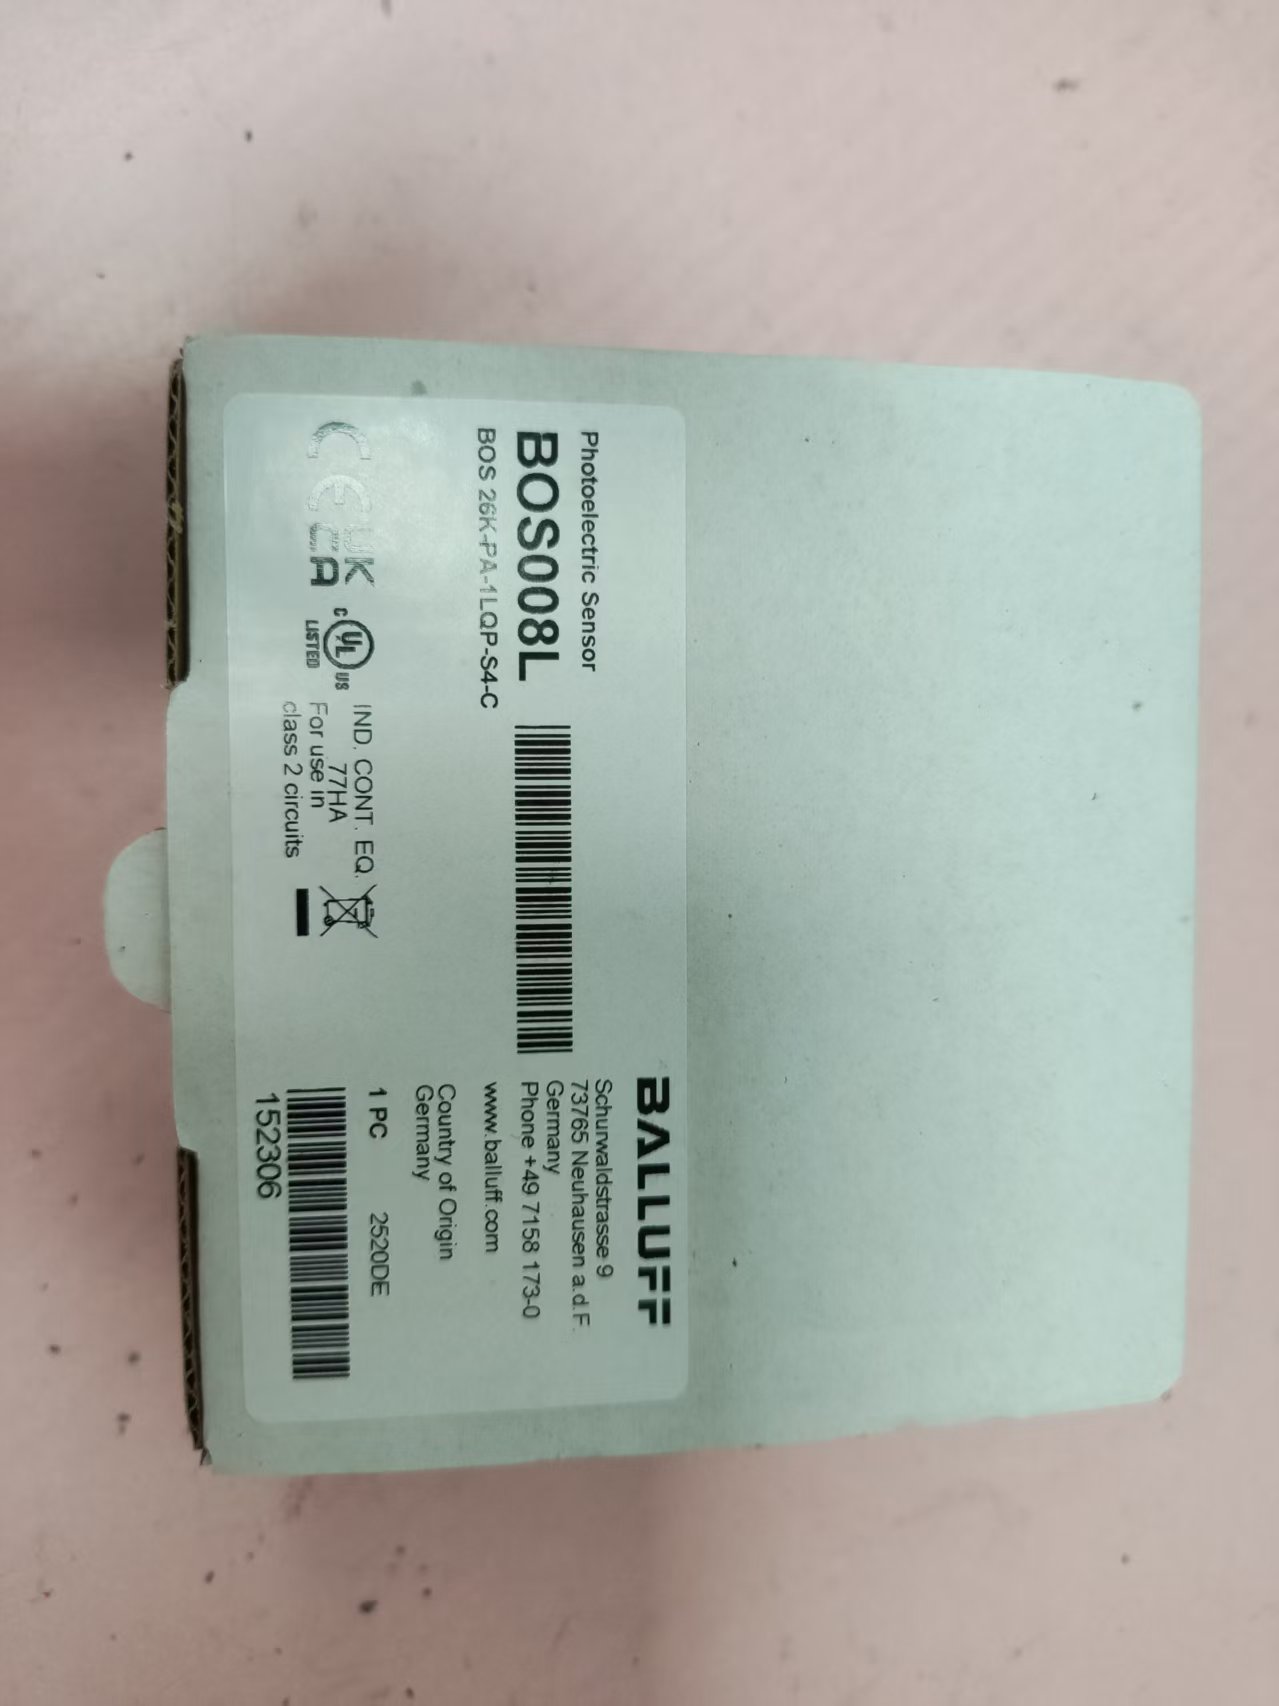 Photoelectric Sensor
BOS008L
BOS 26K-PA-1LQP-S4-C
CE
UK
CA
C UL US
LISTED
IND. CONT. EQ.
77HA
For use in
class 2 circuits
BALLUFF
Schurwaldstrasse 9
73765 Neuhausen a.d.F.
Germany
Phone +49 7158 173-0
www.balluff.com
Country of Origin
Germany
1 PC 2520DE
152306